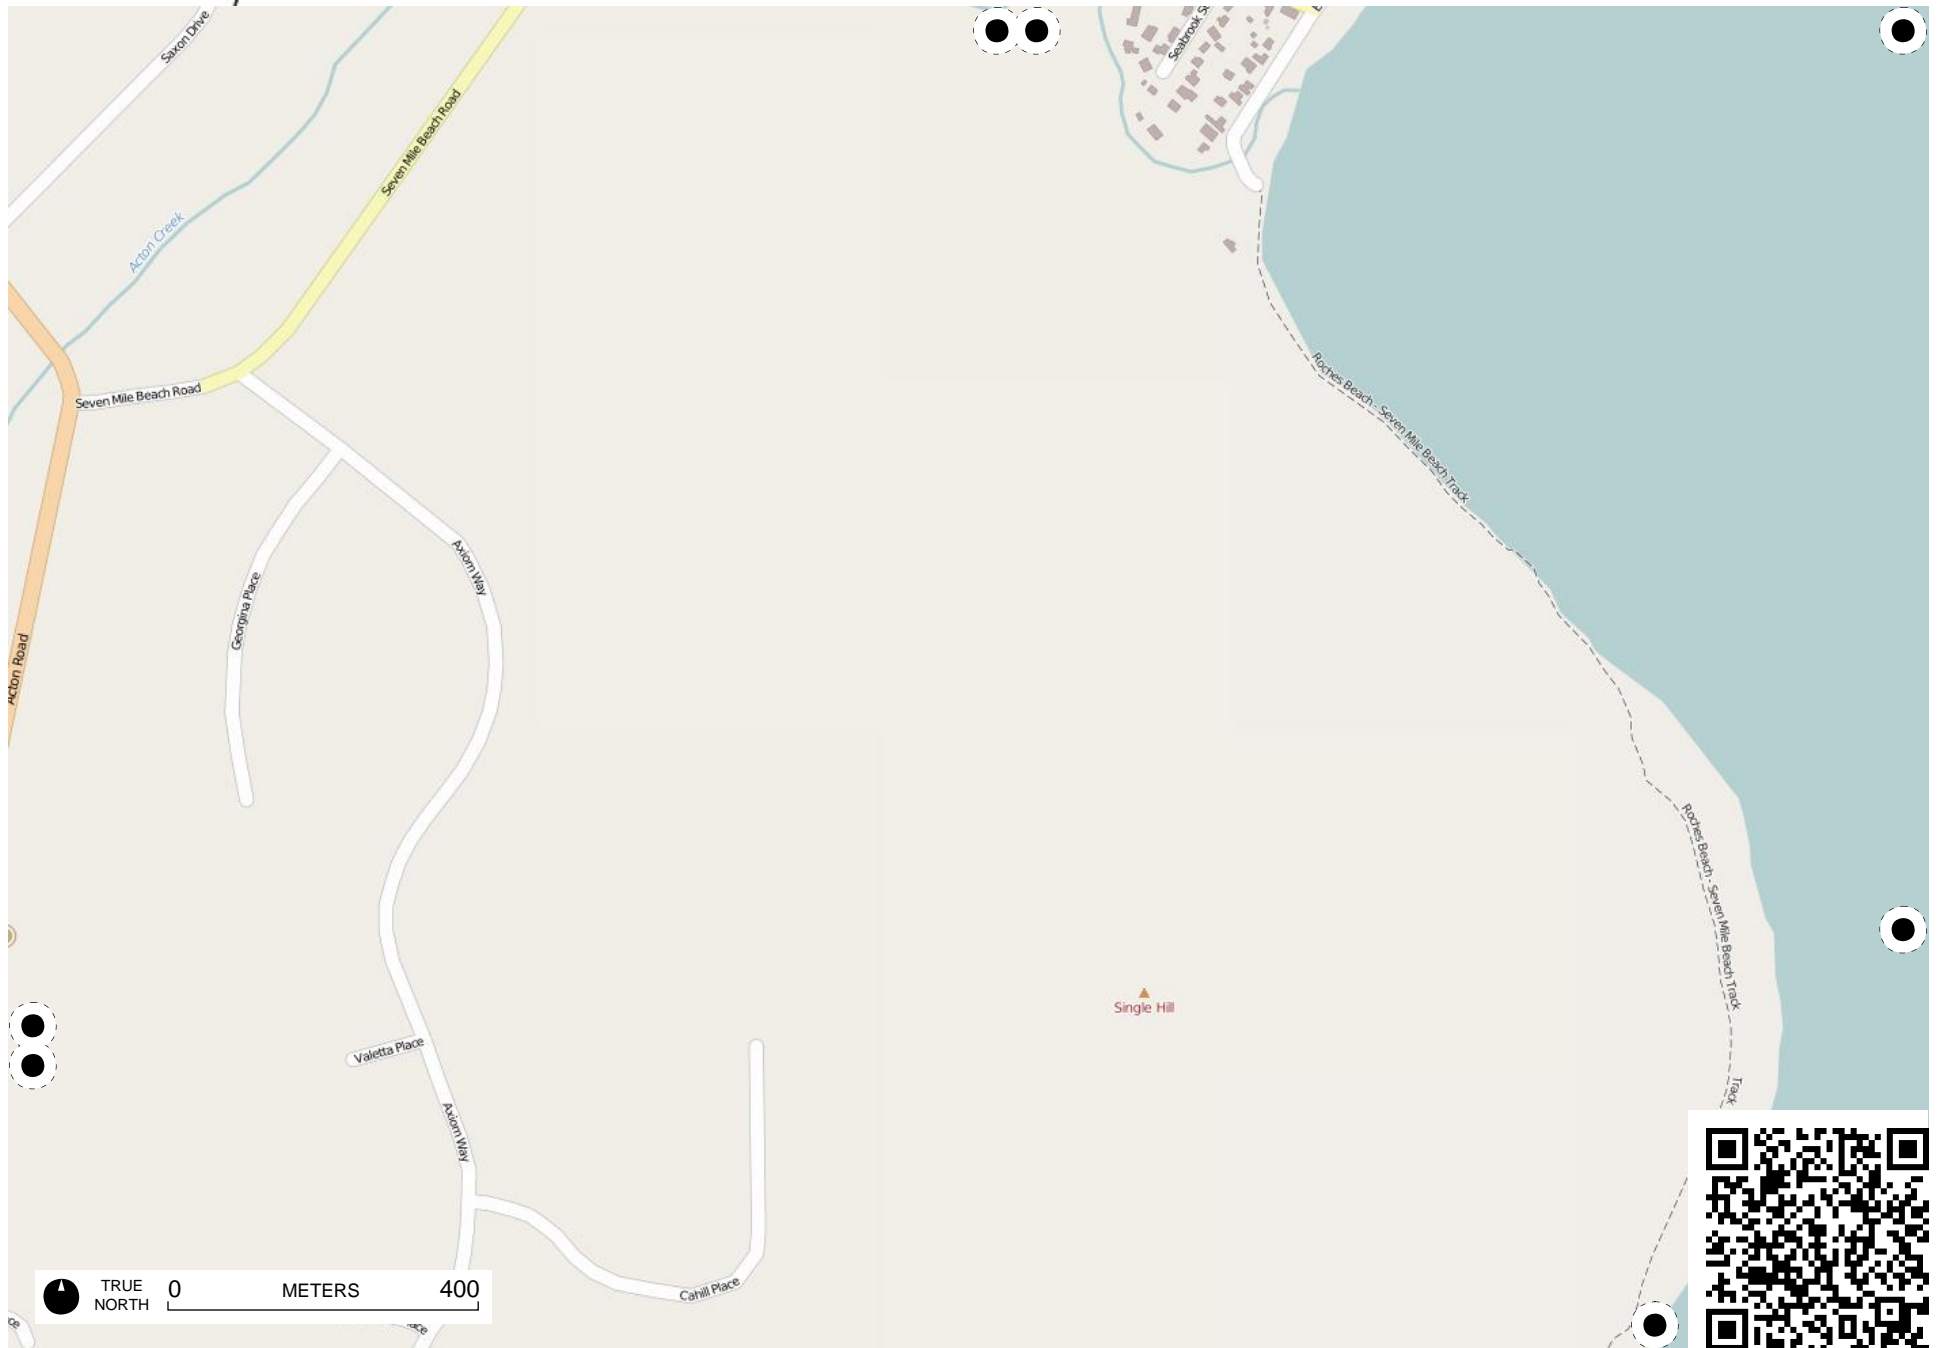 Saxon Drive
Seabrook
Seven Mile Beach Road
Acton Creek
Seven Mile Beach Road
Roches Beach - Seven Mile Beach Track
Axiom Way
Georgina Place
Acton Road
Roches Beach - Seven Mile Beach Track
Single Hill
Valetta Place
Track
Axiom Way
Cahill Place
TRUE
NORTH
0 METERS 400